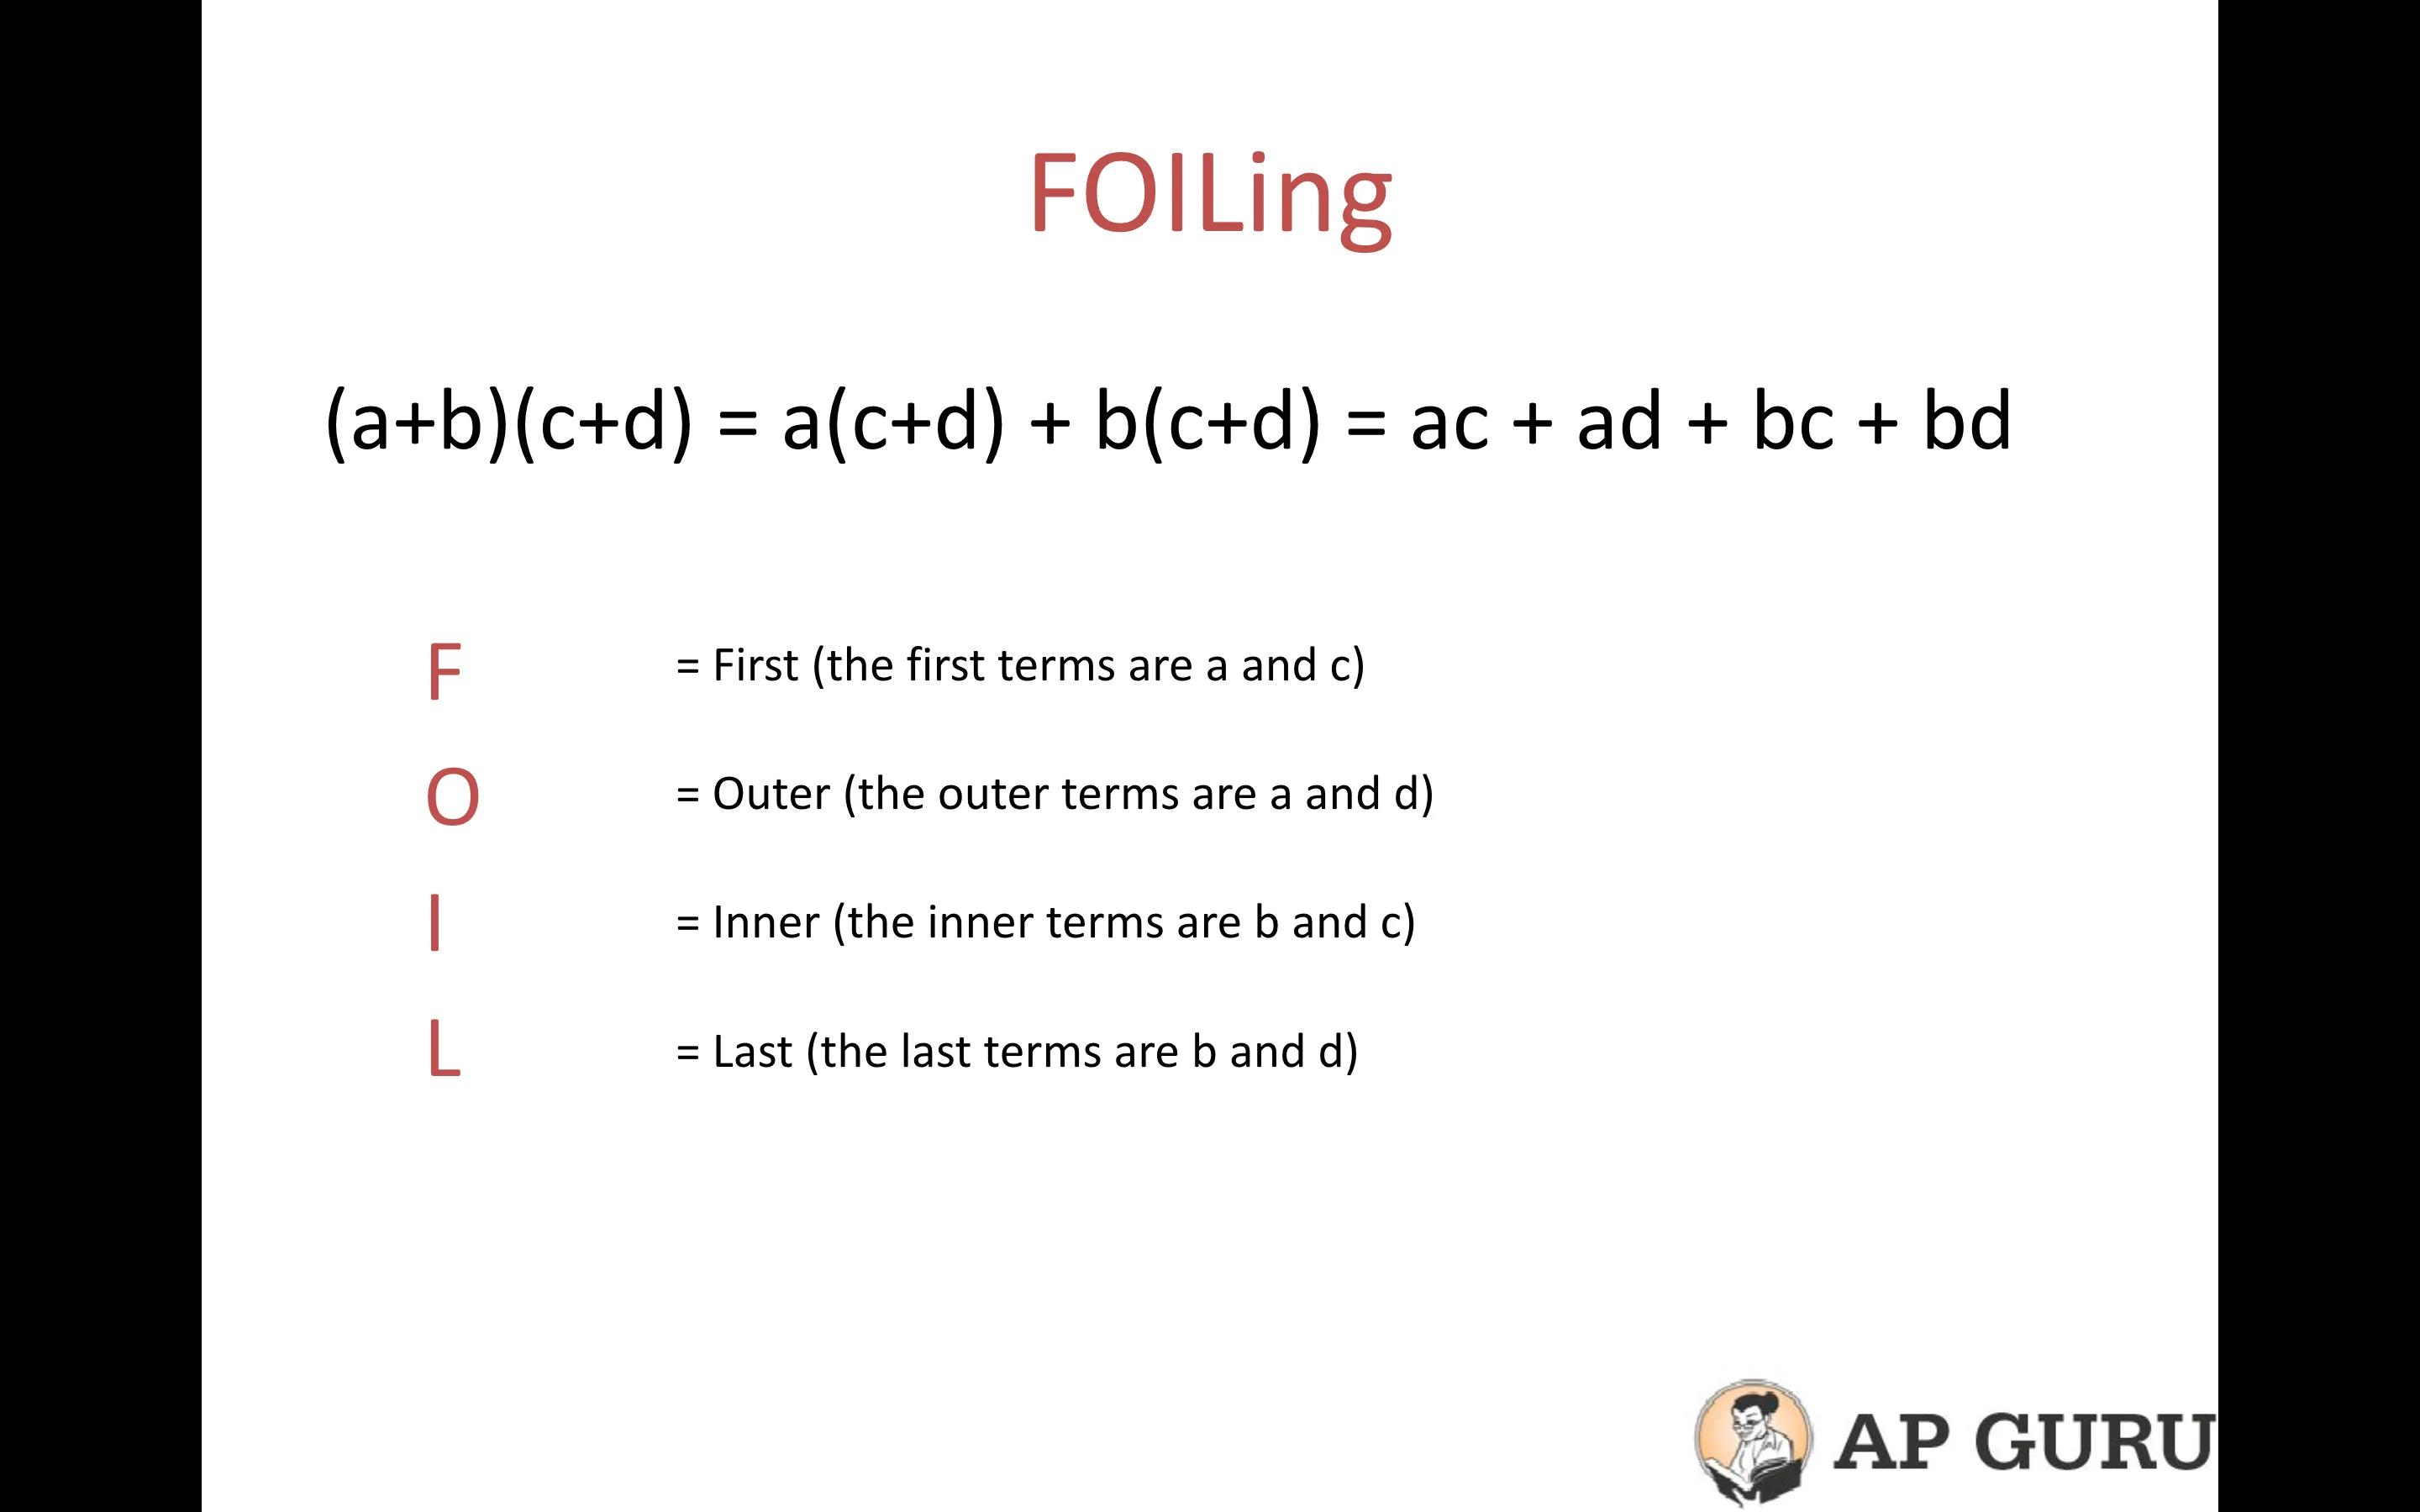 FOILing
(a+b)(c+d) = a(c+d) + b(c+d) = ac + ad + bc + bd
F = First (the first terms are a and c)
O = Outer (the outer terms are a and d)
I = Inner (the inner terms are b and c)
L = Last (the last terms are b and d)
AP GURU